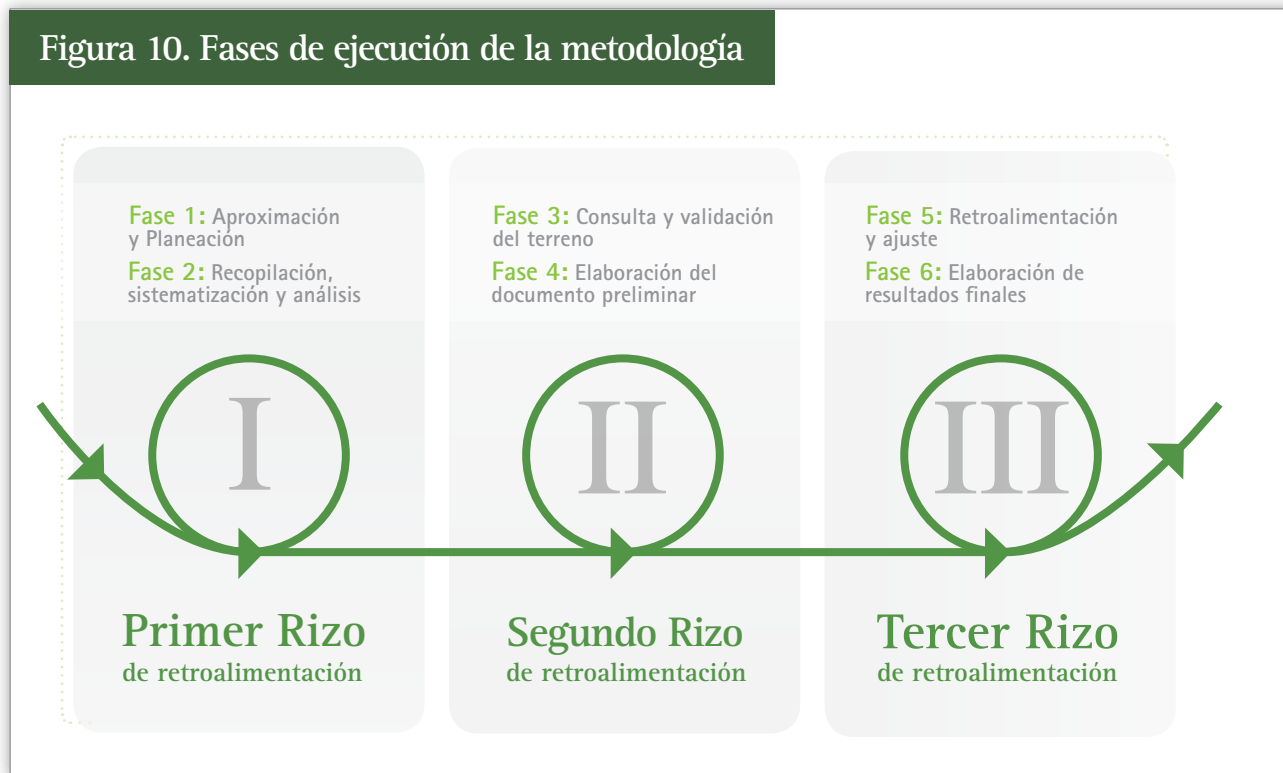 Figura 10. Fases de ejecución de la metodología
Fase 1: Aproximación
y Planeación
Fase 2: Recopilación,
sistematización y análisis
Fase 3: Consulta y validación
del terreno
Fase 4: Elaboración del
documento preliminar
Fase 5: Retroalimentación
y ajuste
Fase 6: Elaboración de
resultados finales
I
II
III
Primer Rizo
de retroalimentación
Segundo Rizo
de retroalimentación
Tercer Rizo
de retroalimentación